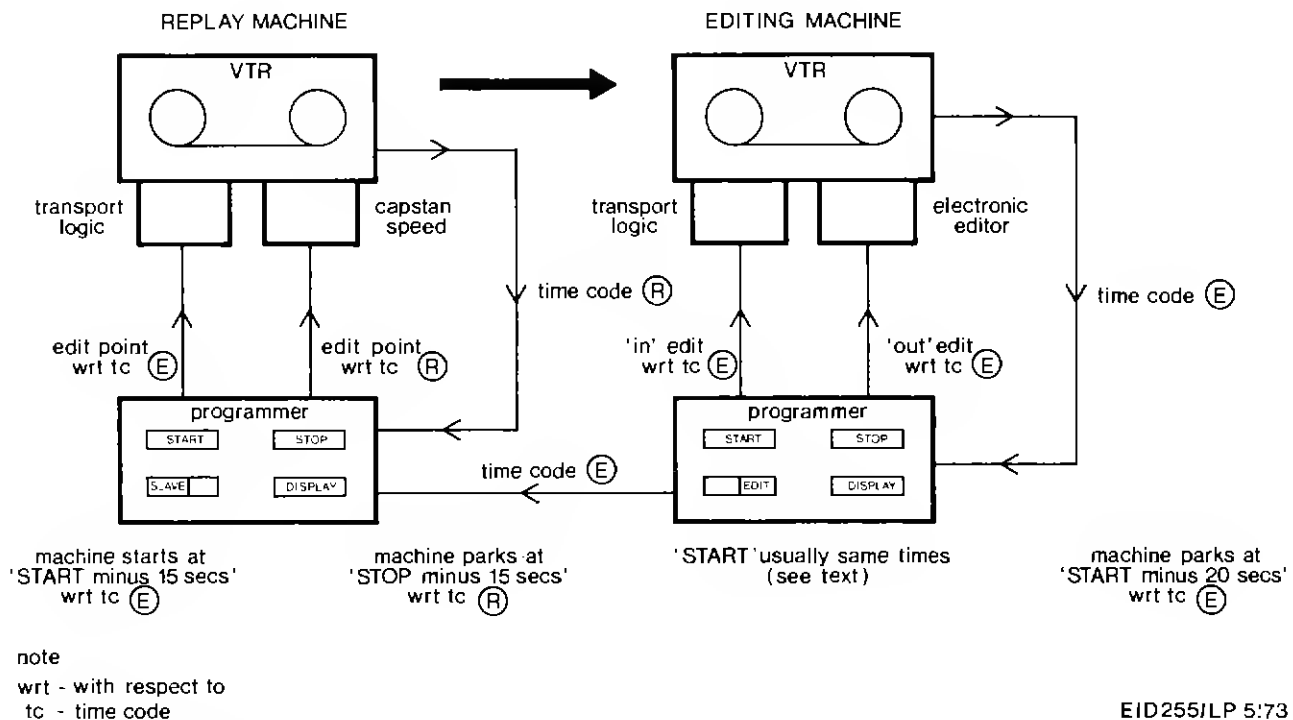 REPLAY MACHINE
EDITING MACHINE
VTR
VTR
transport
logic
capstan
speed
transport
logic
electronic
editor
time code (R)
time code (E)
edit point
wrt tc (E)
edit point
wrt tc (R)
'in' edit
wrt tc (E)
'out' edit
wrt tc (E)
programmer
START
STOP
SLAVE
DISPLAY
time code (E)
programmer
START
STOP
EDIT
DISPLAY
machine starts at
'START minus 15 secs'
wrt tc (E)
machine parks at
'STOP minus 15 secs'
wrt tc (R)
'START' usually same times
(see text)
machine parks at
'START minus 20 secs'
wrt tc (E)
note
wrt - with respect to
tc - time code
EID255/LP 5:73